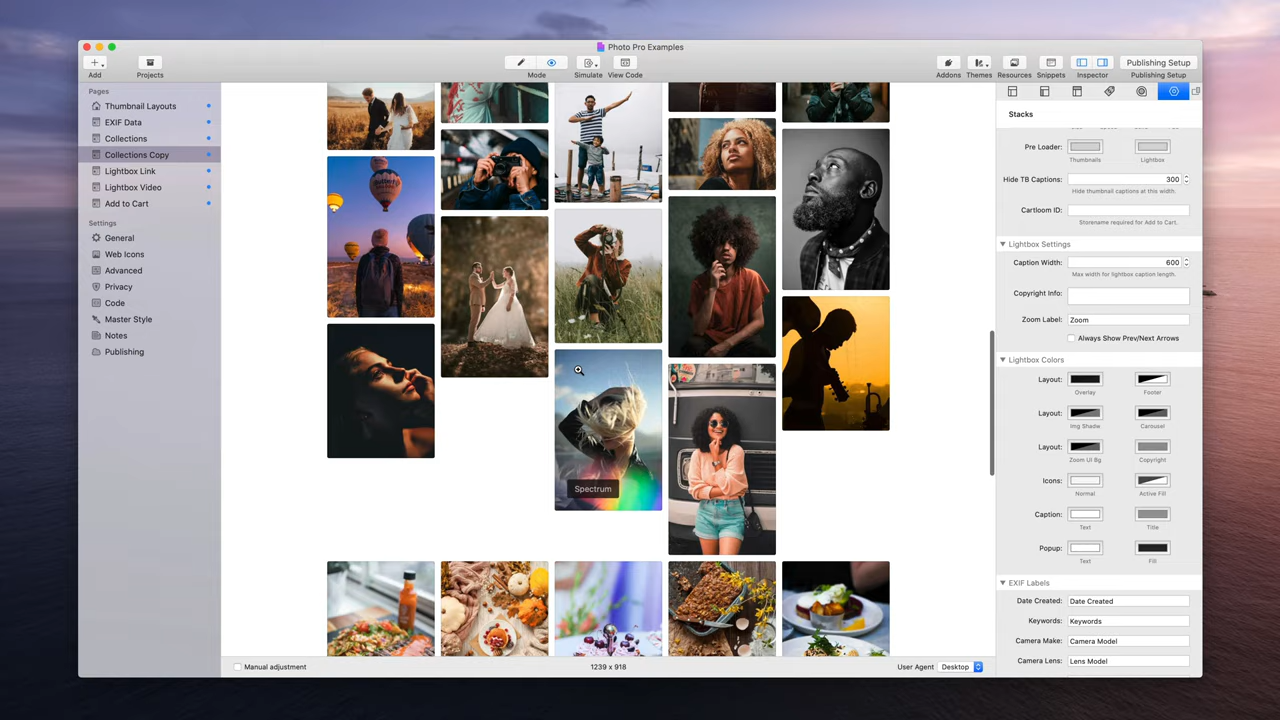 Photo Pro Examples
Add
Projects
Mode
Simulate
View Code
Addons
Themes
Resources
Snippets
Inspector
Publishing Setup
Publishing Setup
Pages
Thumbnail Layouts
EXIF Data
Collections
Collections Copy
Lightbox Link
Lightbox Video
Add to Cart
Settings
General
Web Icons
Advanced
Privacy
Code
Master Style
Notes
Publishing
Spectrum
Stacks
Pre Loader:
Thumbnails
Lightbox
Hide TB Captions: 300
Hide thumbnail captions at this width.
Cartloom ID:
Storename required for Add to Cart.
Lightbox Settings
Caption Width: 600
Max width for lightbox caption length.
Copyright Info:
Zoom Label: Zoom
Always Show Prev/Next Arrows
Lightbox Colors
Layout:
Overlay
Footer
Layout:
Img Shadw
Carousel
Layout:
Zoom UI Bg
Copyright
Icons:
Normal
Active Fill
Caption:
Text
Title
Popup:
Text
Fill
EXIF Labels
Date Created: Date Created
Keywords: Keywords
Camera Make: Camera Model
Camera Lens: Lens Model
Manual adjustment
1239 x 918
User Agent
Desktop